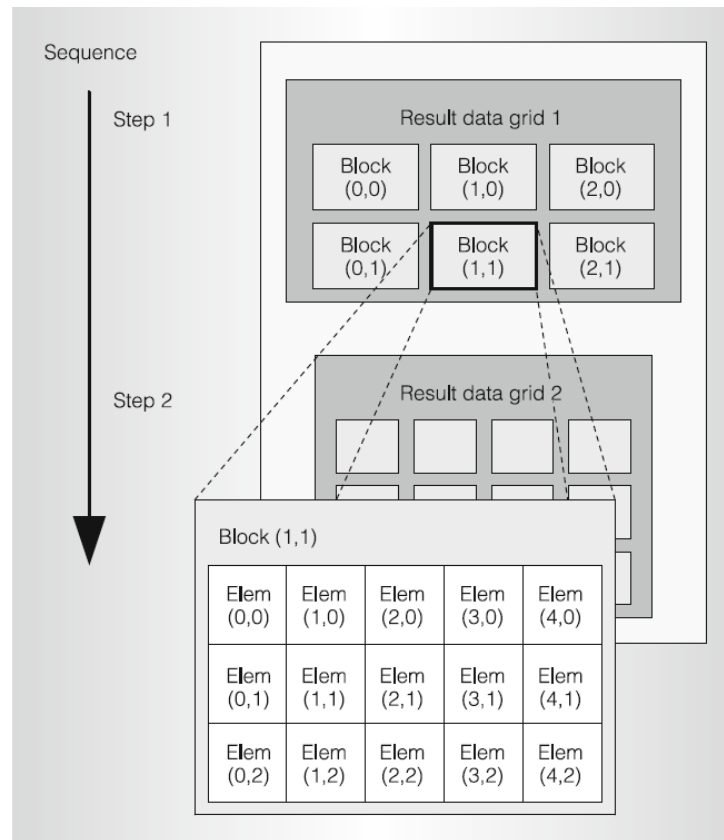 Sequence
Step 1
Result data grid 1
Block Block Block
(0,0) (1,0) (2,0)
Block Block Block
(0,1) (1,1) (2,1)
Step 2
Result data grid 2
Block (1,1)
Elem Elem Elem Elem Elem
(0,0) (1,0) (2,0) (3,0) (4,0)
Elem Elem Elem Elem Elem
(0,1) (1,1) (2,1) (3,1) (4,1)
Elem Elem Elem Elem Elem
(0,2) (1,2) (2,2) (3,2) (4,2)